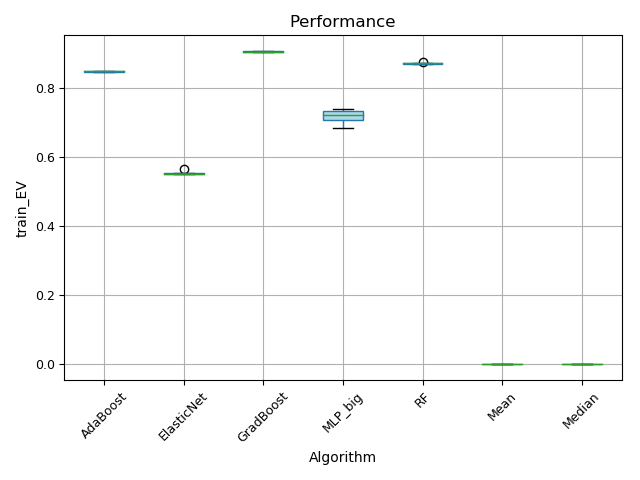 Performance
train_EV
0.8
0.6
0.4
0.2
0.0
AdaBoost
ElasticNet
GradBoost
MLP_big
RF
Mean
Median
Algorithm